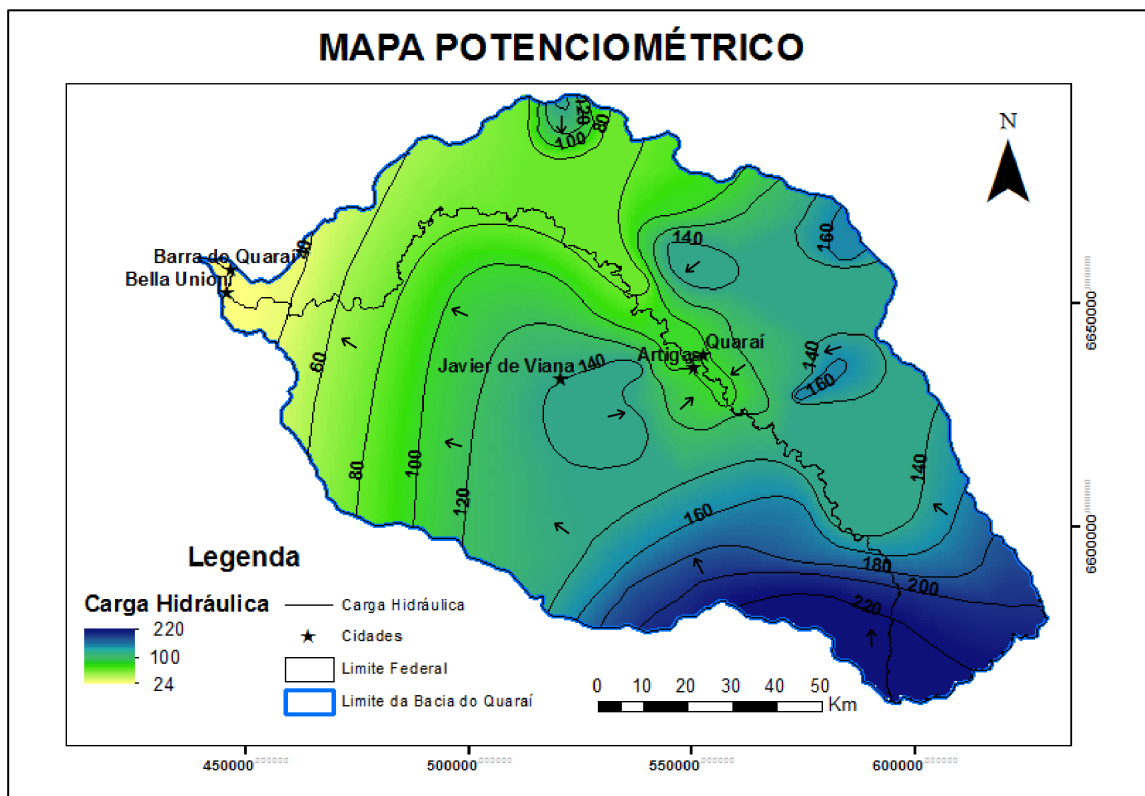 MAPA POTENCIOMÉTRICO
N
120
80
100
40
140
160
Barra do Quaraí
Bella Union
60
Javier de Viana
140
Artigas
Quaraí
140
160
80
100
120
140
160
180
200
220
6650000
6600000
Legenda
Carga Hidráulica
220
100
24
Carga Hidráulica
Cidades
Limite Federal
Limite da Bacia do Quaraí
0 10 20 30 40 50
Km
450000
500000
550000
600000